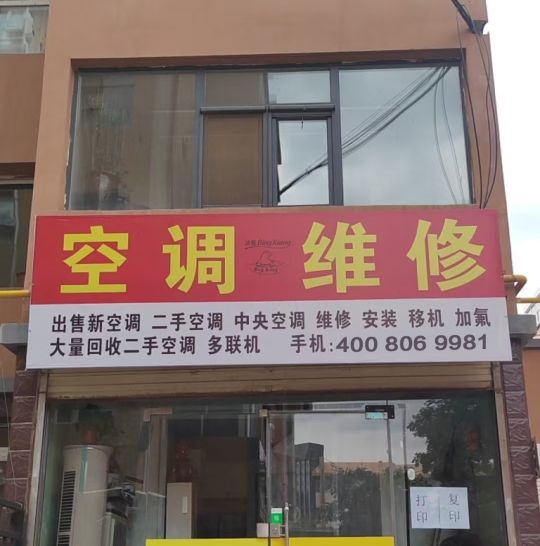 空调维修
出售新空调 二手空调 中央空调 维修 安装 移机 加氟
大量回收二手空调 多联机 手机:400 806 9981
打印
复印